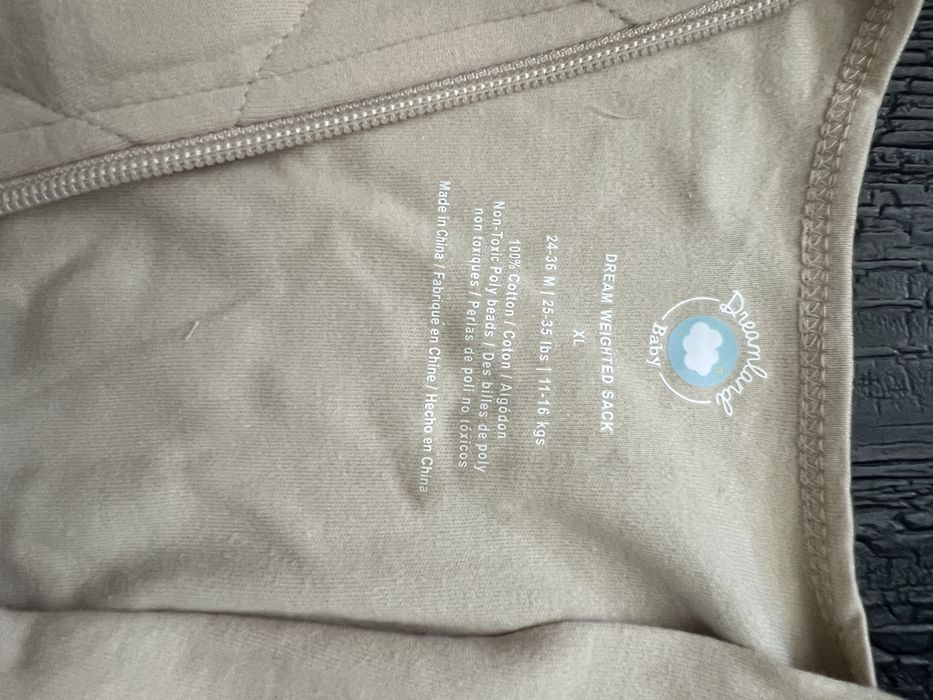 Dreamland
Baby
DREAM WEIGHTED SACK
XL
24-36 M | 25-35 lbs | 11-16 kgs
100% Cotton / Coton / Algódon
Non-Toxic Poly beads / Des billes de poly
non toxiques / Perlas de poli no tóxicos
Made in China / Fabriqué en Chine / Hecho en China